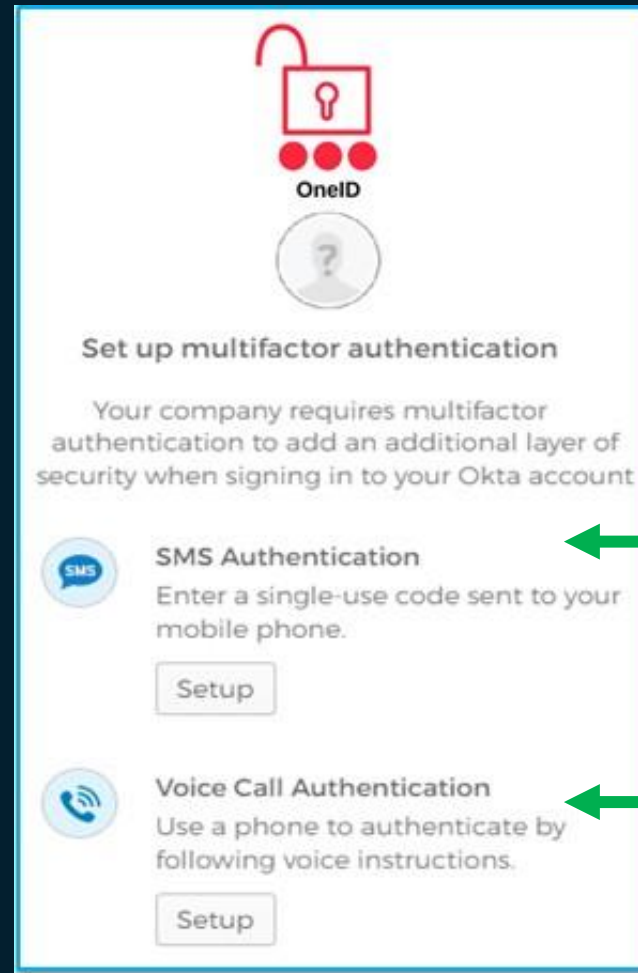 OneID
?
Set up multifactor authentication
Your company requires multifactor
authentication to add an additional layer of
security when signing in to your Okta account
SMS
SMS Authentication
Enter a single-use code sent to your
mobile phone.
Setup
Voice Call Authentication
Use a phone to authenticate by
following voice instructions.
Setup